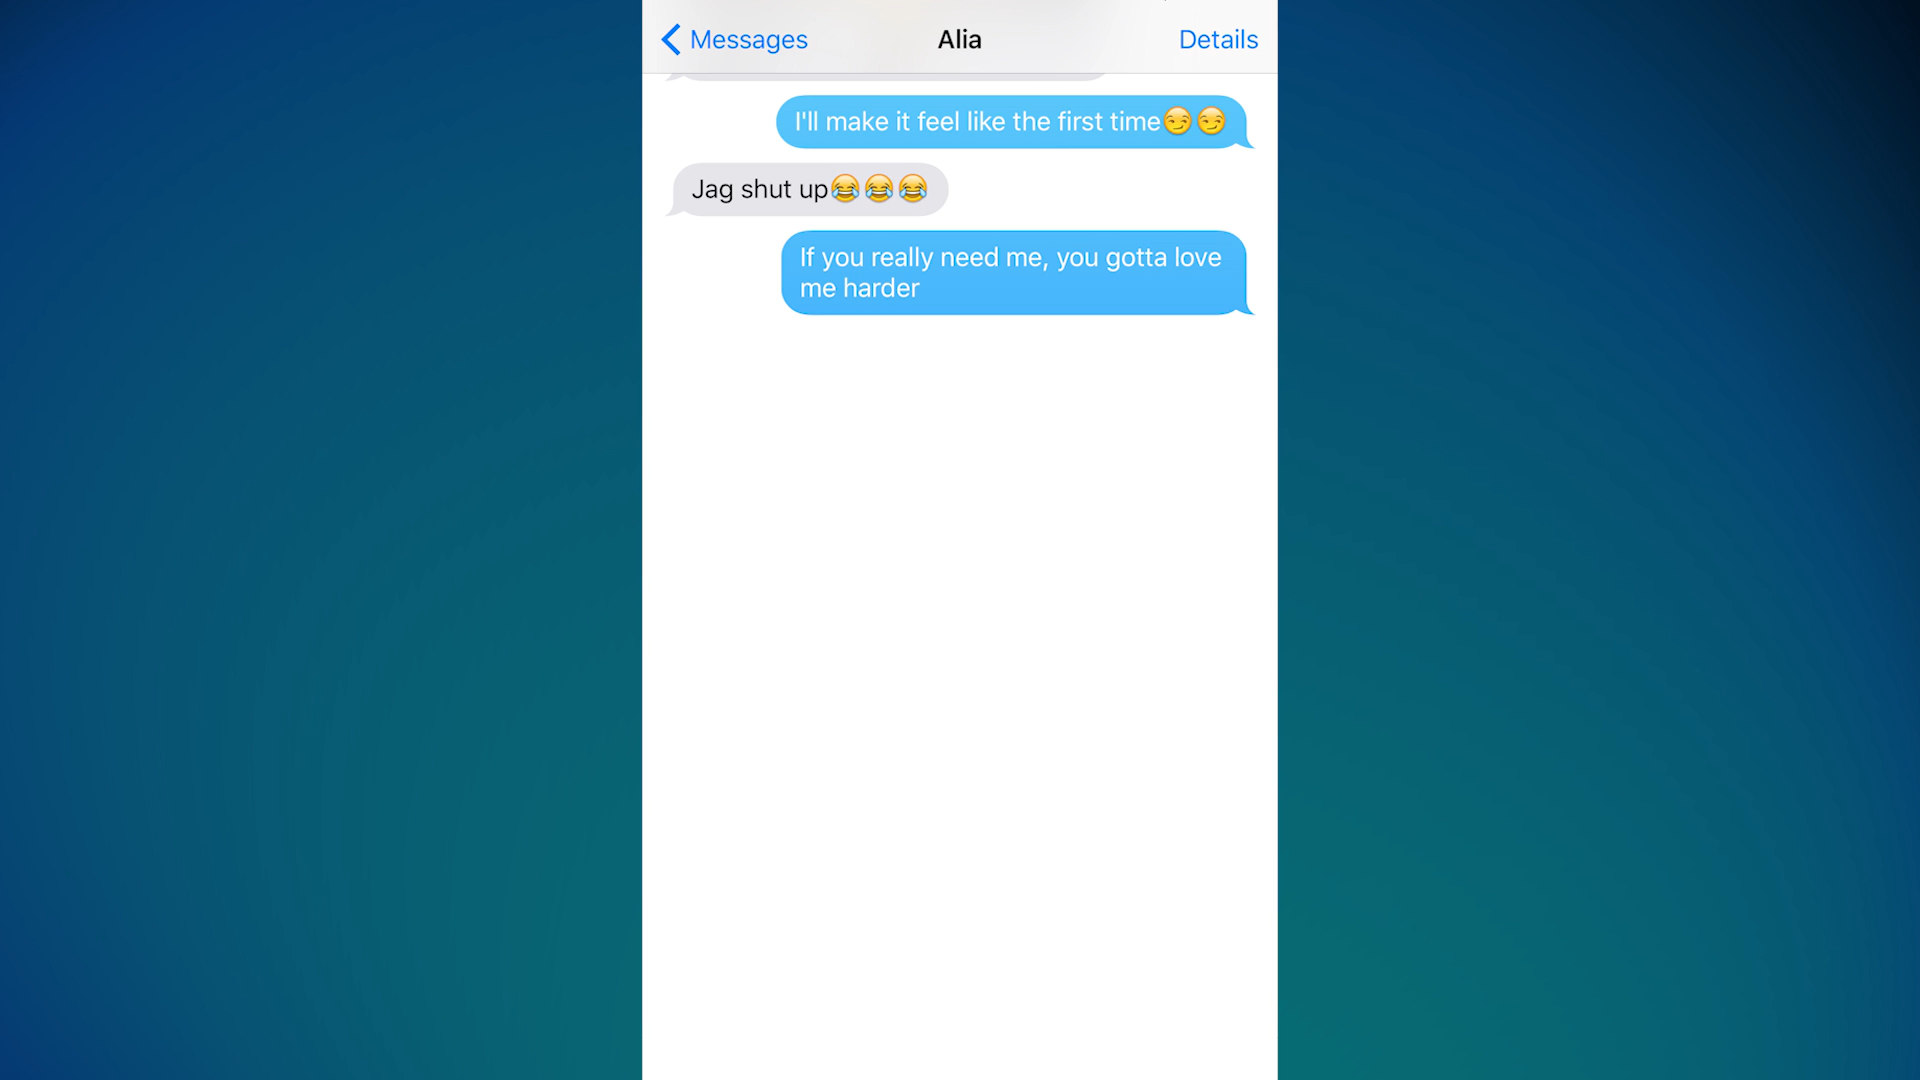 Messages
Alia
Details
I'll make it feel like the first time😏😏
Jag shut up😂😂😂
If you really need me, you gotta love
me harder